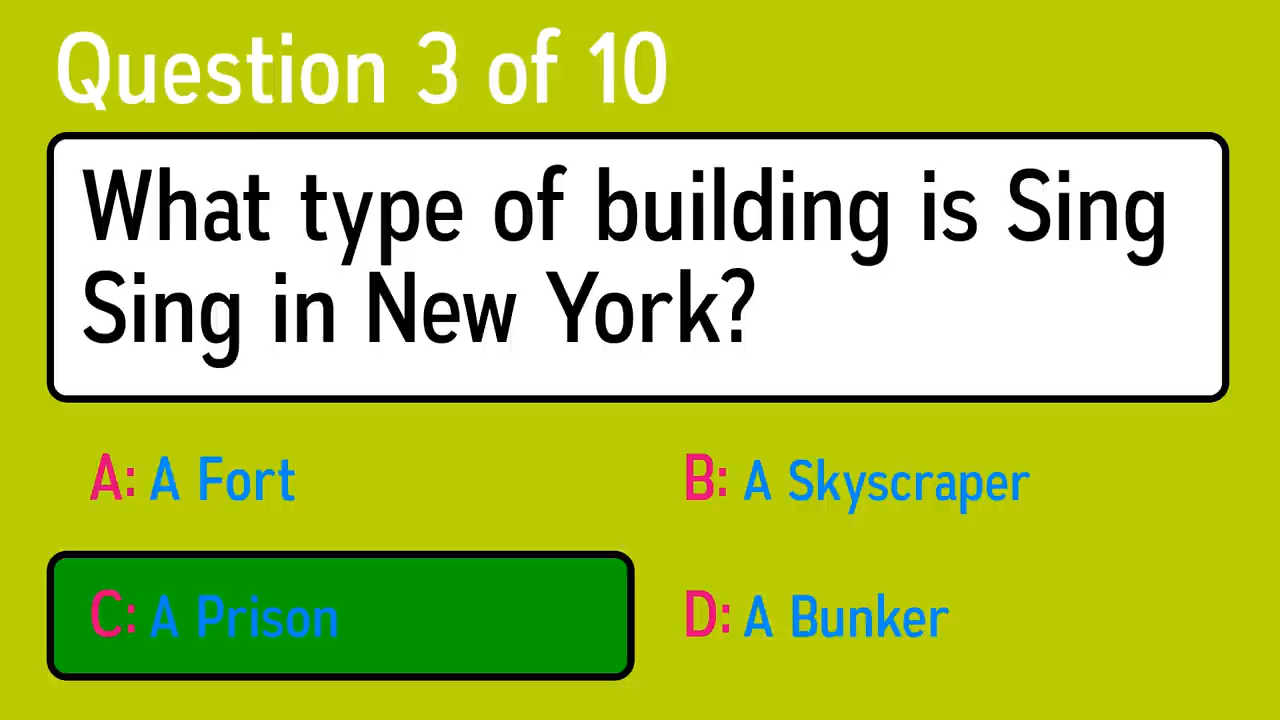 Question 3 of 10
What type of building is Sing
Sing in New York?
A: A Fort
B: A Skyscraper
C: A Prison
D: A Bunker